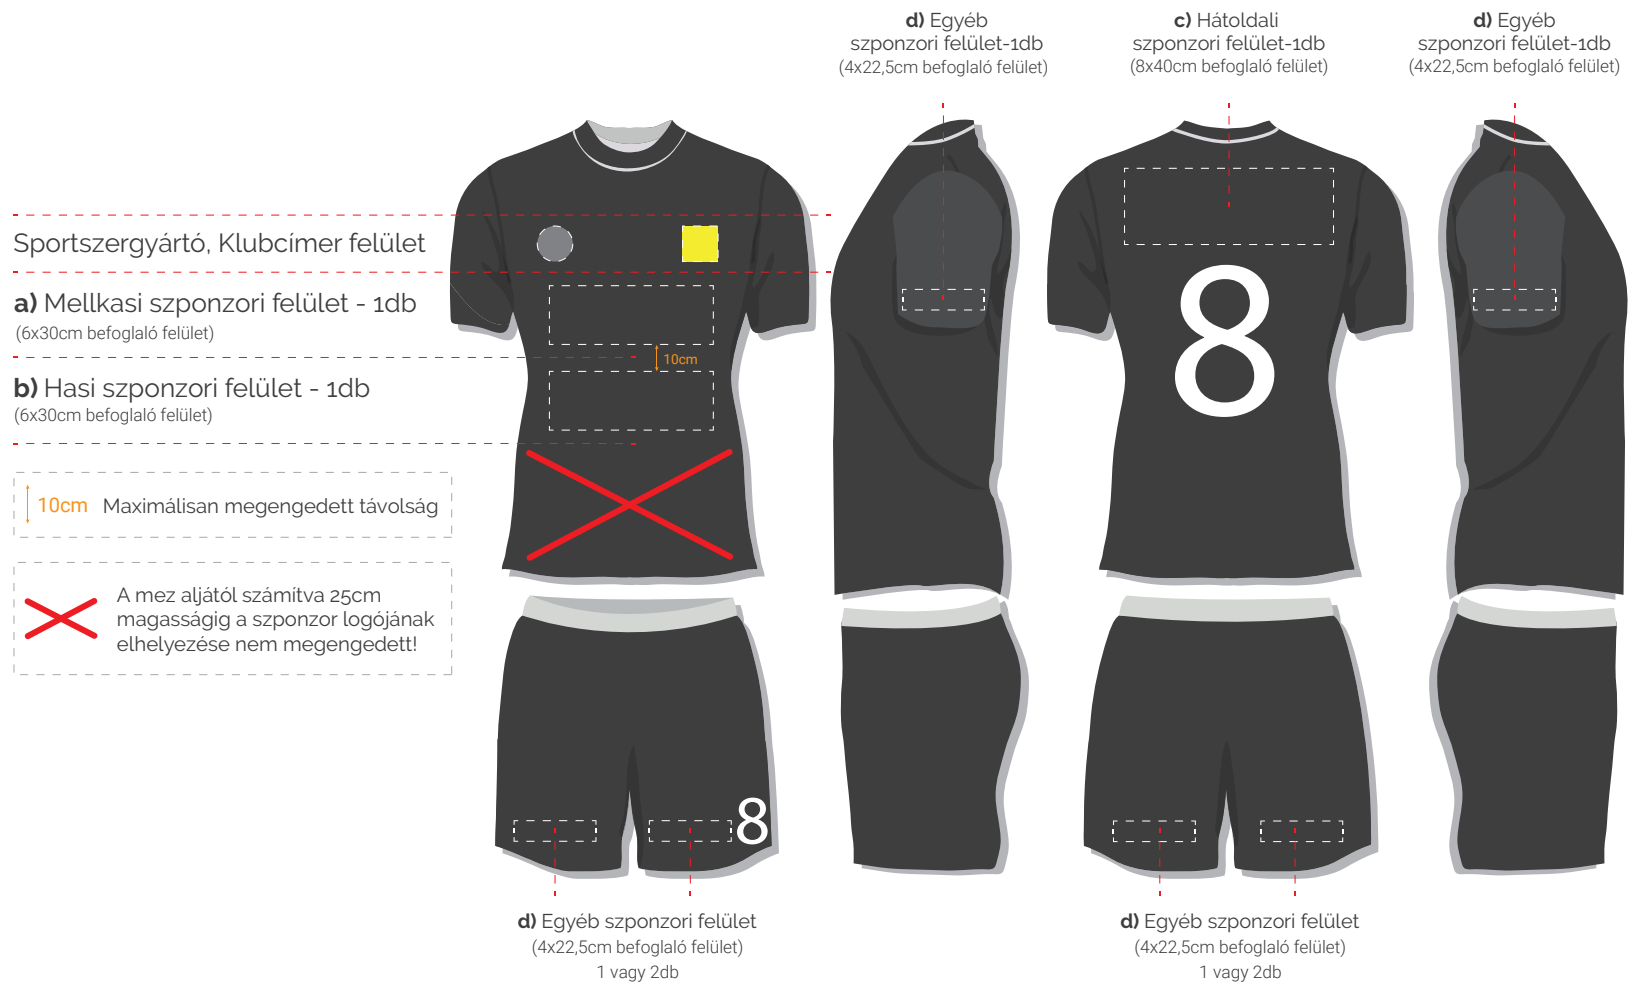 d) Egyéb
szponzori felület-1db
(4x22,5cm befoglaló felület)
c) Hátoldali
szponzori felület-1db
(8x40cm befoglaló felület)
d) Egyéb
szponzori felület-1db
(4x22,5cm befoglaló felület)
Sportszergyártó, Klubcímer felület
a) Mellkasi szponzori felület - 1db
(6x30cm befoglaló felület)
10cm
b) Hasi szponzori felület - 1db
(6x30cm befoglaló felület)
8
10cm Maximálisan megengedett távolság
A mez aljától számítva 25cm
magasságig a szponzor logójának
elhelyezése nem megengedett!
8
d) Egyéb szponzori felület
(4x22,5cm befoglaló felület)
1 vagy 2db
d) Egyéb szponzori felület
(4x22,5cm befoglaló felület)
1 vagy 2db